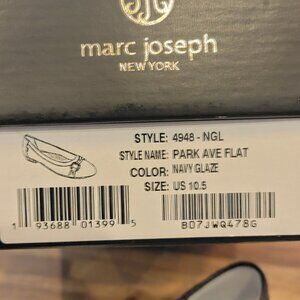 marc joseph
NEW YORK
STYLE: 4948 - NGL
STYLE NAME: PARK AVE FLAT
COLOR: NAVY GLAZE
SIZE: US 10.5
1 93688 01399 5
B07JWQ478G